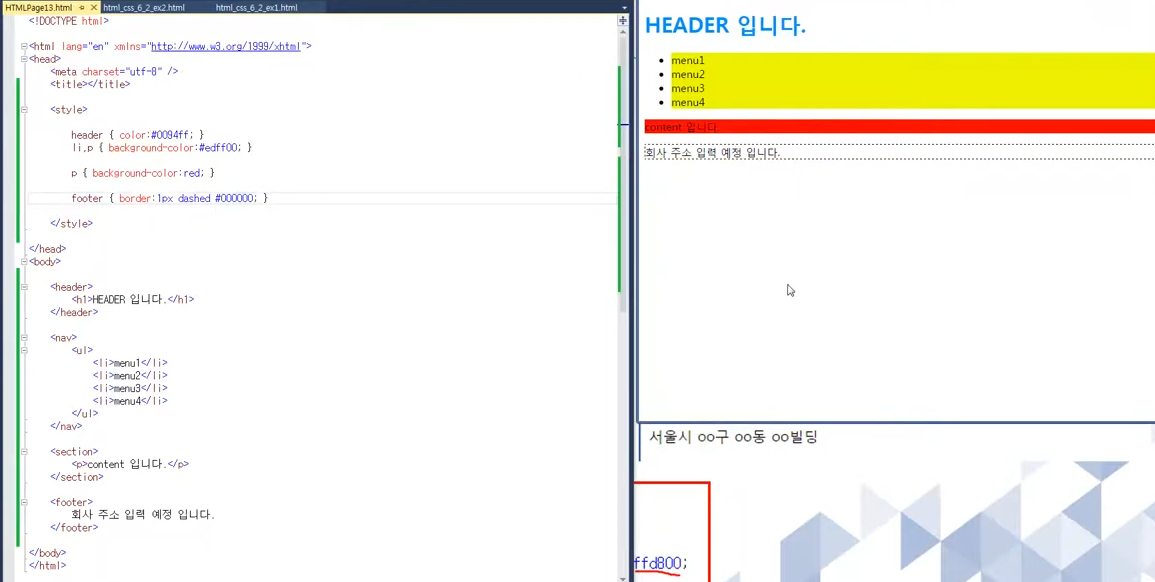 HTMLPage13.html
html_css_6_2_ex2.html
html_css_6_2_ex1.html
<!DOCTYPE html>
<html lang="en" xmlns="http://www.w3.org/1999/xhtml">
<head>
<meta charset="utf-8" />
<title></title>
<style>
header { color:#0094ff; }
li,p { background-color:#edff00; }
p { background-color:red; }
footer { border:1px dashed #000000; }
</style>
</head>
<body>
<header>
<h1>HEADER 입니다.</h1>
</header>
<nav>
<ul>
<li>menu1</li>
<li>menu2</li>
<li>menu3</li>
<li>menu4</li>
</ul>
</nav>
<section>
<p>content 입니다.</p>
</section>
<footer>
회사 주소 입력 예정 입니다.
</footer>
</body>
</html>
HEADER 입니다.
menu1
menu2
menu3
menu4
content 입니다.
회사 주소 입력 예정 입니다.
서울시 oo구 oo동 oo빌딩
ffd800;